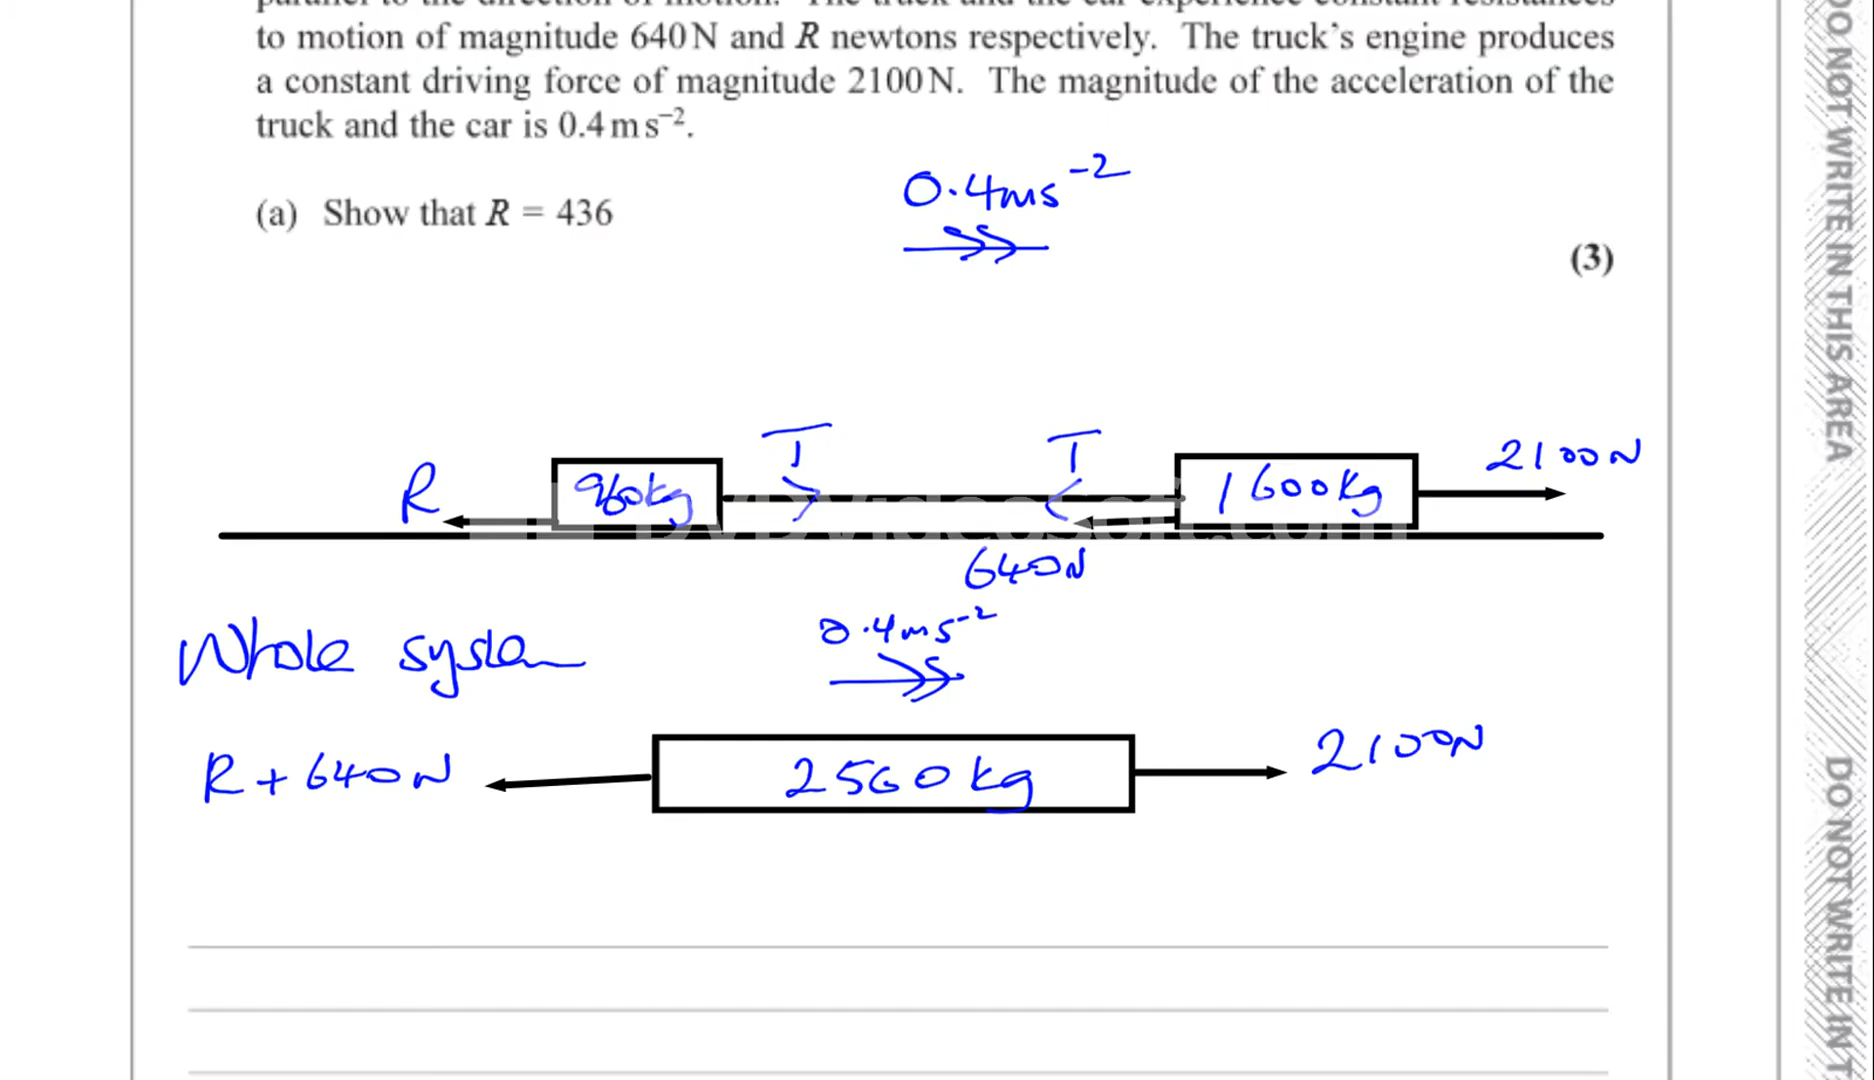 to motion of magnitude 640 N and R newtons respectively. The truck's engine produces
a constant driving force of magnitude 2100 N. The magnitude of the acceleration of the
truck and the car is 0.4 m s⁻².
0.4ms⁻²
(a) Show that R = 436
(3)
R
960kg
T
T
1600kg
2100N
DVDVideoSoft.com
640N
Whole system
0.4ms⁻²
R + 640N
2560kg
2100N
DO NOT WRITE IN THIS AREA
DO NOT WRITE IN T